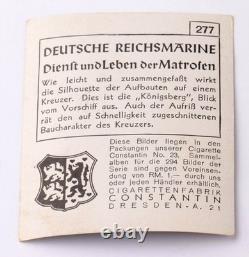 277
DEUTSCHE REICHSMARINE
Dienst und Leben der Matrosen
Wie leicht und zusammengefaßt wirkt
die Silhouette der Aufbauten auf einem
Kreuzer. Dies ist die „Königsberg", Blick
vom Vorschiff aus. Auch der Aufriß ver-
rät den auf Schnelligkeit zugeschnittenen
Baucharakter des Kreuzers.
Diese Bilder liegen in den
Packungen unserer Cigarette
Constantin No. 23, Sammel-
alben für die 294 Bilder der
Serie sind gegen Voreinsen-
dung von RM. 1.— durch uns
oder jeden Händler erhältlich.
CIGARETTENFABRIK
CONSTANTIN
DRESDEN-A. 21